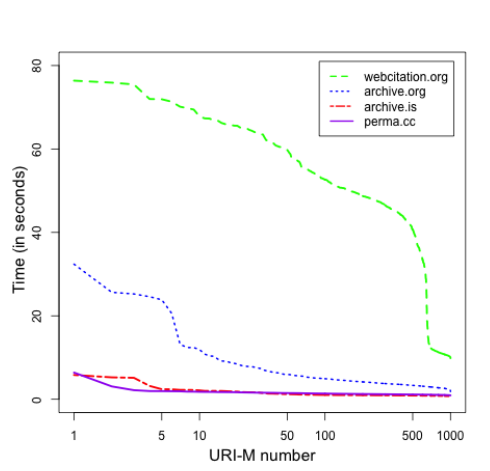 webcitation.org
archive.org
archive.is
perma.cc
Time (in seconds)
80
60
40
20
0
1 5 10 50 100 500 1000
URI-M number